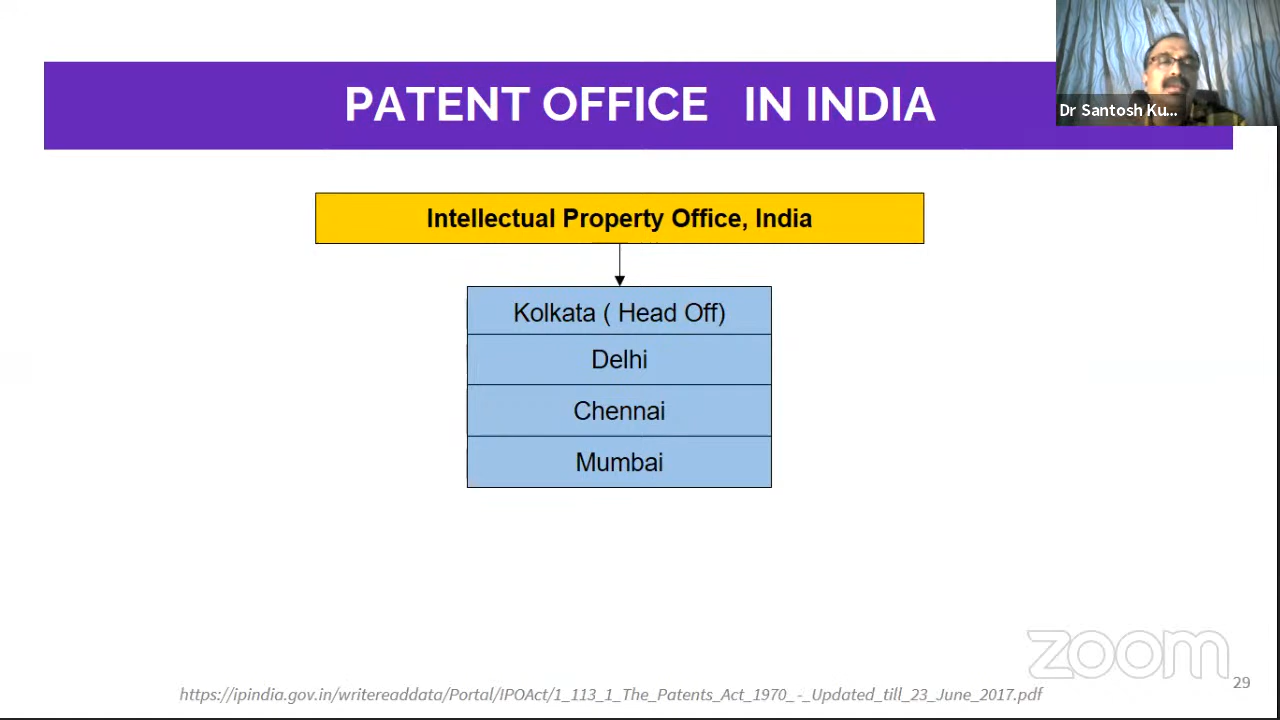 PATENT OFFICE IN INDIA
Dr Santosh Ku...
Intellectual Property Office, India
Kolkata ( Head Off)
Delhi
Chennai
Mumbai
zoom
29
https://ipindia.gov.in/writereaddata/Portal/IPOAct/1_113_1_The_Patents_Act_1970_-_Updated_till_23_June_2017.pdf